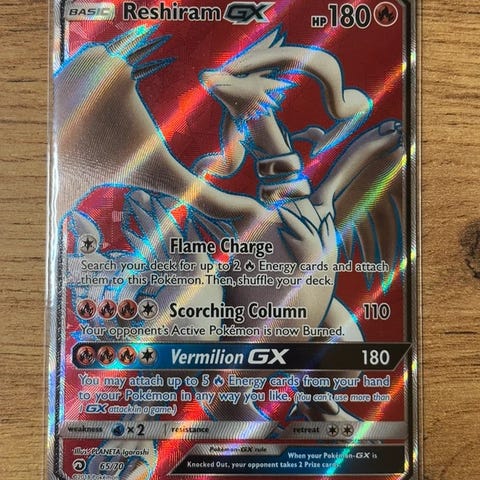 BASIC Reshiram GX HP 180
Flame Charge
Search your deck for up to 2 Energy cards and attach
them to this Pokémon. Then, shuffle your deck.
Scorching Column 110
Your opponent's Active Pokémon is now Burned.
Vermilion GX 180
You may attach up to 5 Energy cards from your hand
to your Pokémon in any way you like. (You can't use more than
1 GX attack in a game.)
weakness ×2 resistance retreat
Illus. PLANETA Igarashi
65/70
Pokémon-GX rule
When your Pokémon-GX is
Knocked Out, your opponent takes 2 Prize cards.